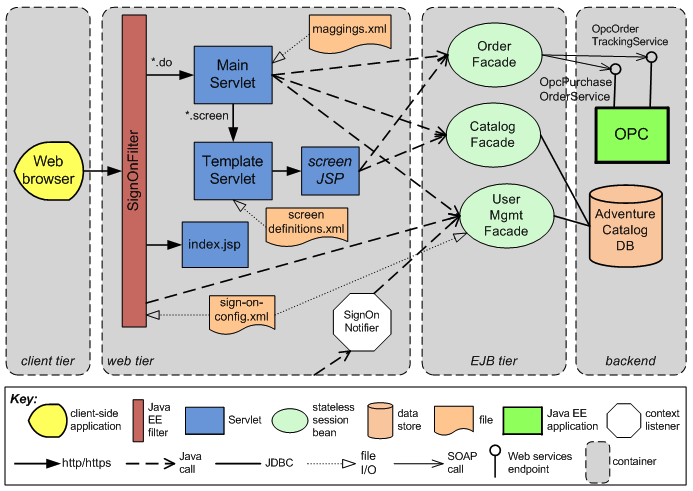 maggings.xml
OpcOrder
TrackingService
Order
Facade
*.do
Main
Servlet
OpcPurchase
OrderService
*.screen
SignOnFilter
Web
browser
Template
Servlet
screen
JSP
Catalog
Facade
OPC
User
Mgmt
Facade
Adventure
Catalog
DB
screen
definitions.xml
index.jsp
sign-on-
config.xml
SignOn
Notifier
client tier
web tier
EJB tier
backend
Key:
client-side
application
Java
EE
filter
Servlet
stateless
session
bean
data
store
file
Java EE
application
context
listener
http/https
Java
call
JDBC
file
I/O
SOAP
call
Web services
endpoint
container